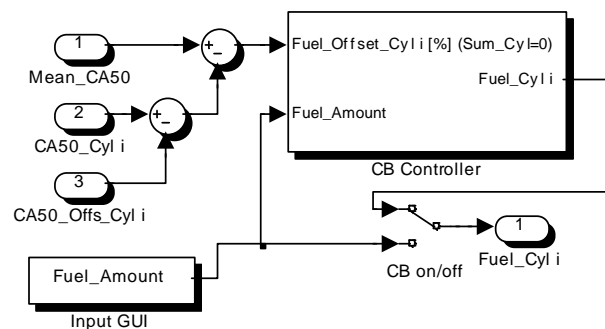 1
Mean_CA50
2
CA50_Cyl i
3
CA50_Offs_Cyl i
+
−
+
−
Fuel_Offset_Cyl i [%] (Sum_Cyl=0)
Fuel_Cyl i
Fuel_Amount
CB Controller
CB on/off
1
Fuel_Cyl i
Fuel_Amount
Input GUI